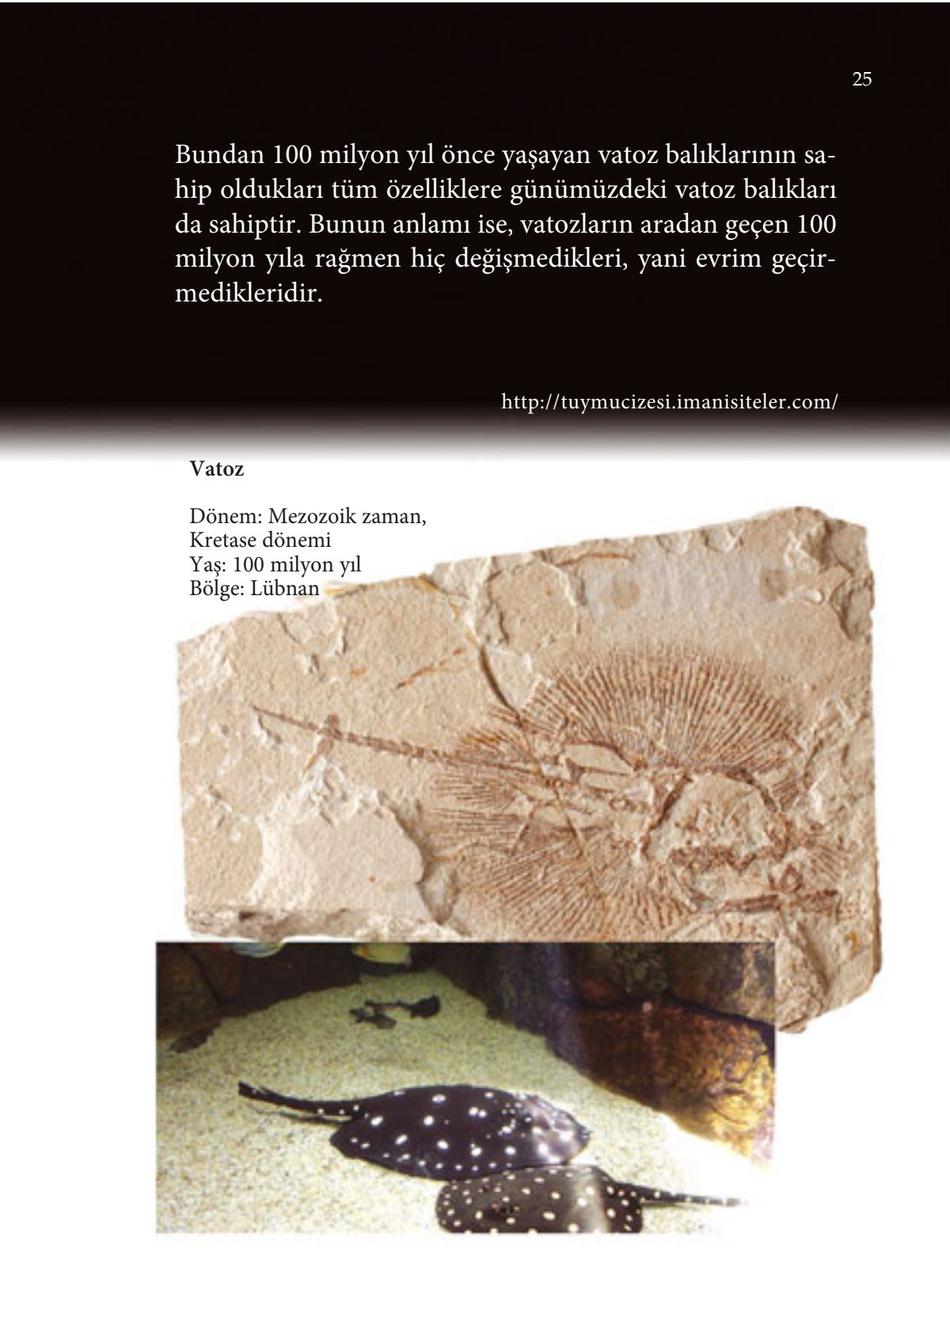 25
Bundan 100 milyon yıl önce yaşayan vatoz balıklarının sa-
hip oldukları tüm özelliklere günümüzdeki vatoz balıkları
da sahiptir. Bunun anlamı ise, vatozların aradan geçen 100
milyon yıla rağmen hiç değişmedikleri, yani evrim geçir-
medikleridir.
http://tuymucizesi.imanisiteler.com/
Vatoz
Dönem: Mezozoik zaman,
Kretase dönemi
Yaş: 100 milyon yıl
Bölge: Lübnan